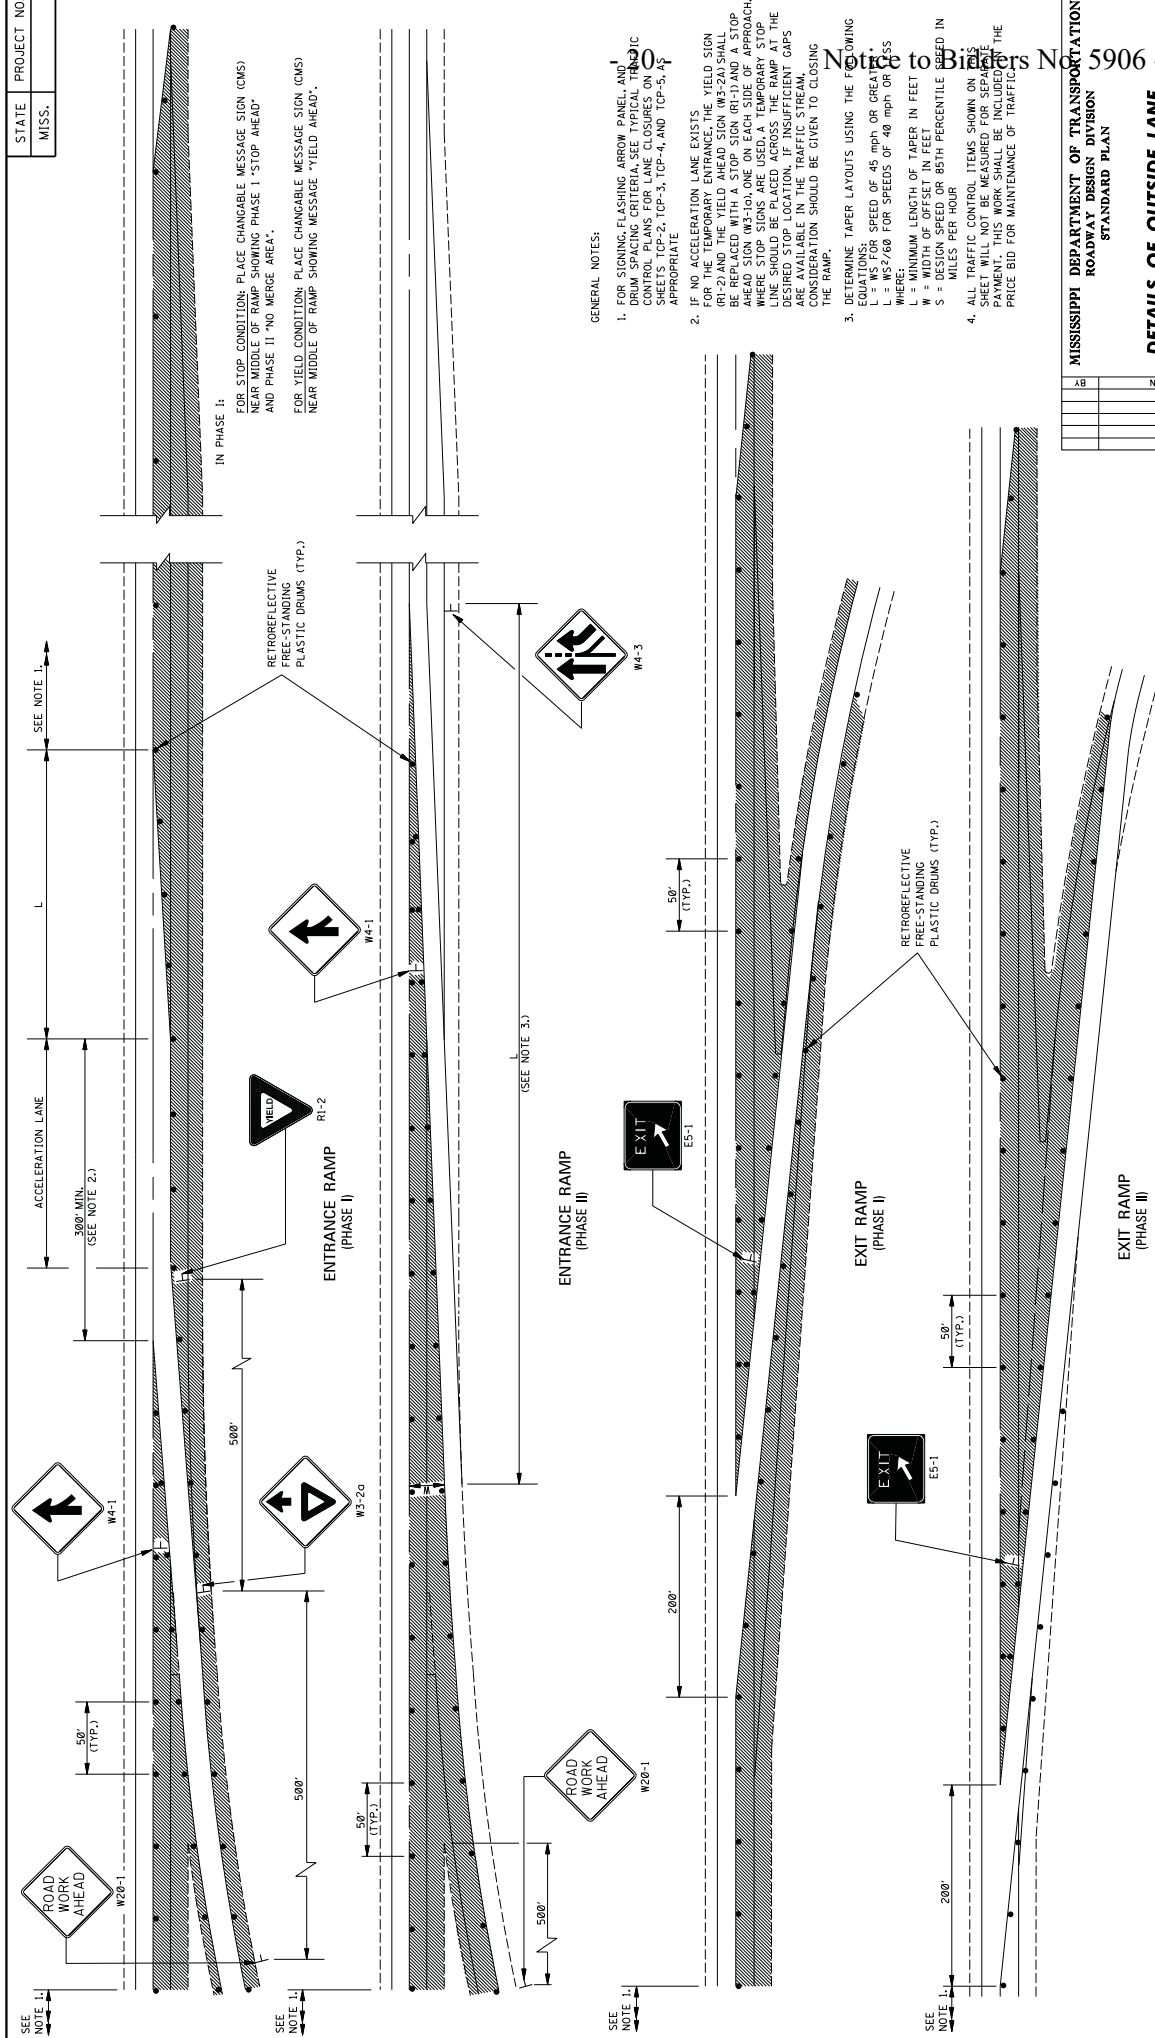 - 20 -
Notice to Bidders No. 5906 -
STATE
PROJECT NO.
MISS.
SEE NOTE 1.
L
ACCELERATION LANE
300' MIN.
(SEE NOTE 2.)
W4-1
50'
(TYP.)
ROAD
WORK
AHEAD
W20-1
SEE
NOTE 1.
IN PHASE I:
FOR STOP CONDITION: PLACE CHANGABLE MESSAGE SIGN (CMS)
NEAR MIDDLE OF RAMP SHOWING PHASE 1 "STOP AHEAD"
AND PHASE II "NO MERGE AREA".
FOR YIELD CONDITION: PLACE CHANGABLE MESSAGE SIGN (CMS)
NEAR MIDDLE OF RAMP SHOWING MESSAGE "YIELD AHEAD".
RETROREFLECTIVE
FREE-STANDING
PLASTIC DRUMS (TYP.)
YIELD
R1-2
500'
W3-2a
500'
ENTRANCE RAMP
(PHASE I)
SEE
NOTE 1.
W4-1
W4-3
L
(SEE NOTE 3.)
W
50'
(TYP.)
ROAD
WORK
AHEAD
W20-1
500'
ENTRANCE RAMP
(PHASE II)
GENERAL NOTES:
1. FOR SIGNING, FLASHING ARROW PANEL, AND
DRUM SPACING CRITERIA, SEE TYPICAL TRAFFIC
CONTROL PLANS FOR LANE CLOSURES ON
SHEETS TCP-2, TCP-3, TCP-4, AND TCP-5, AS
APPROPRIATE
2. IF NO ACCELERATION LANE EXISTS
FOR THE TEMPORARY ENTRANCE, THE YIELD SIGN
(R1-2) AND THE YIELD AHEAD SIGN (W3-2A) SHALL
BE REPLACED WITH A STOP SIGN (R1-1) AND A STOP
AHEAD SIGN (W3-1a), ONE ON EACH SIDE OF APPROACH.
WHERE STOP SIGNS ARE USED, A TEMPORARY STOP
LINE SHOULD BE PLACED ACROSS THE RAMP AT THE
DESIRED STOP LOCATION. IF INSUFFICIENT GAPS
ARE AVAILABLE IN THE TRAFFIC STREAM,
CONSIDERATION SHOULD BE GIVEN TO CLOSING
THE RAMP.
3. DETERMINE TAPER LAYOUTS USING THE FOLLOWING
EQUATIONS:
L = WS FOR SPEED OF 45 mph OR GREATER
L = WS²/60 FOR SPEEDS OF 40 mph OR LESS
WHERE:
L = MINIMUM LENGTH OF TAPER IN FEET
W = WIDTH OF OFFSET IN FEET
S = DESIGN SPEED OR 85TH PERCENTILE SPEED IN
MILES PER HOUR
4. ALL TRAFFIC CONTROL ITEMS SHOWN ON THIS
SHEET WILL NOT BE MEASURED FOR SEPARATE
PAYMENT. THIS WORK SHALL BE INCLUDED IN THE
PRICE BID FOR MAINTENANCE OF TRAFFIC.
50'
(TYP.)
EXIT
E5-1
200'
SEE
NOTE 1.
EXIT RAMP
(PHASE I)
RETROREFLECTIVE
FREE-STANDING
PLASTIC DRUMS (TYP.)
50'
(TYP.)
EXIT
E5-1
200'
SEE
NOTE 1.
EXIT RAMP
(PHASE II)
MISSISSIPPI DEPARTMENT OF TRANSPORTATION
ROADWAY DESIGN DIVISION
STANDARD PLAN
DETAILS OF OUTSIDE LANE
BY